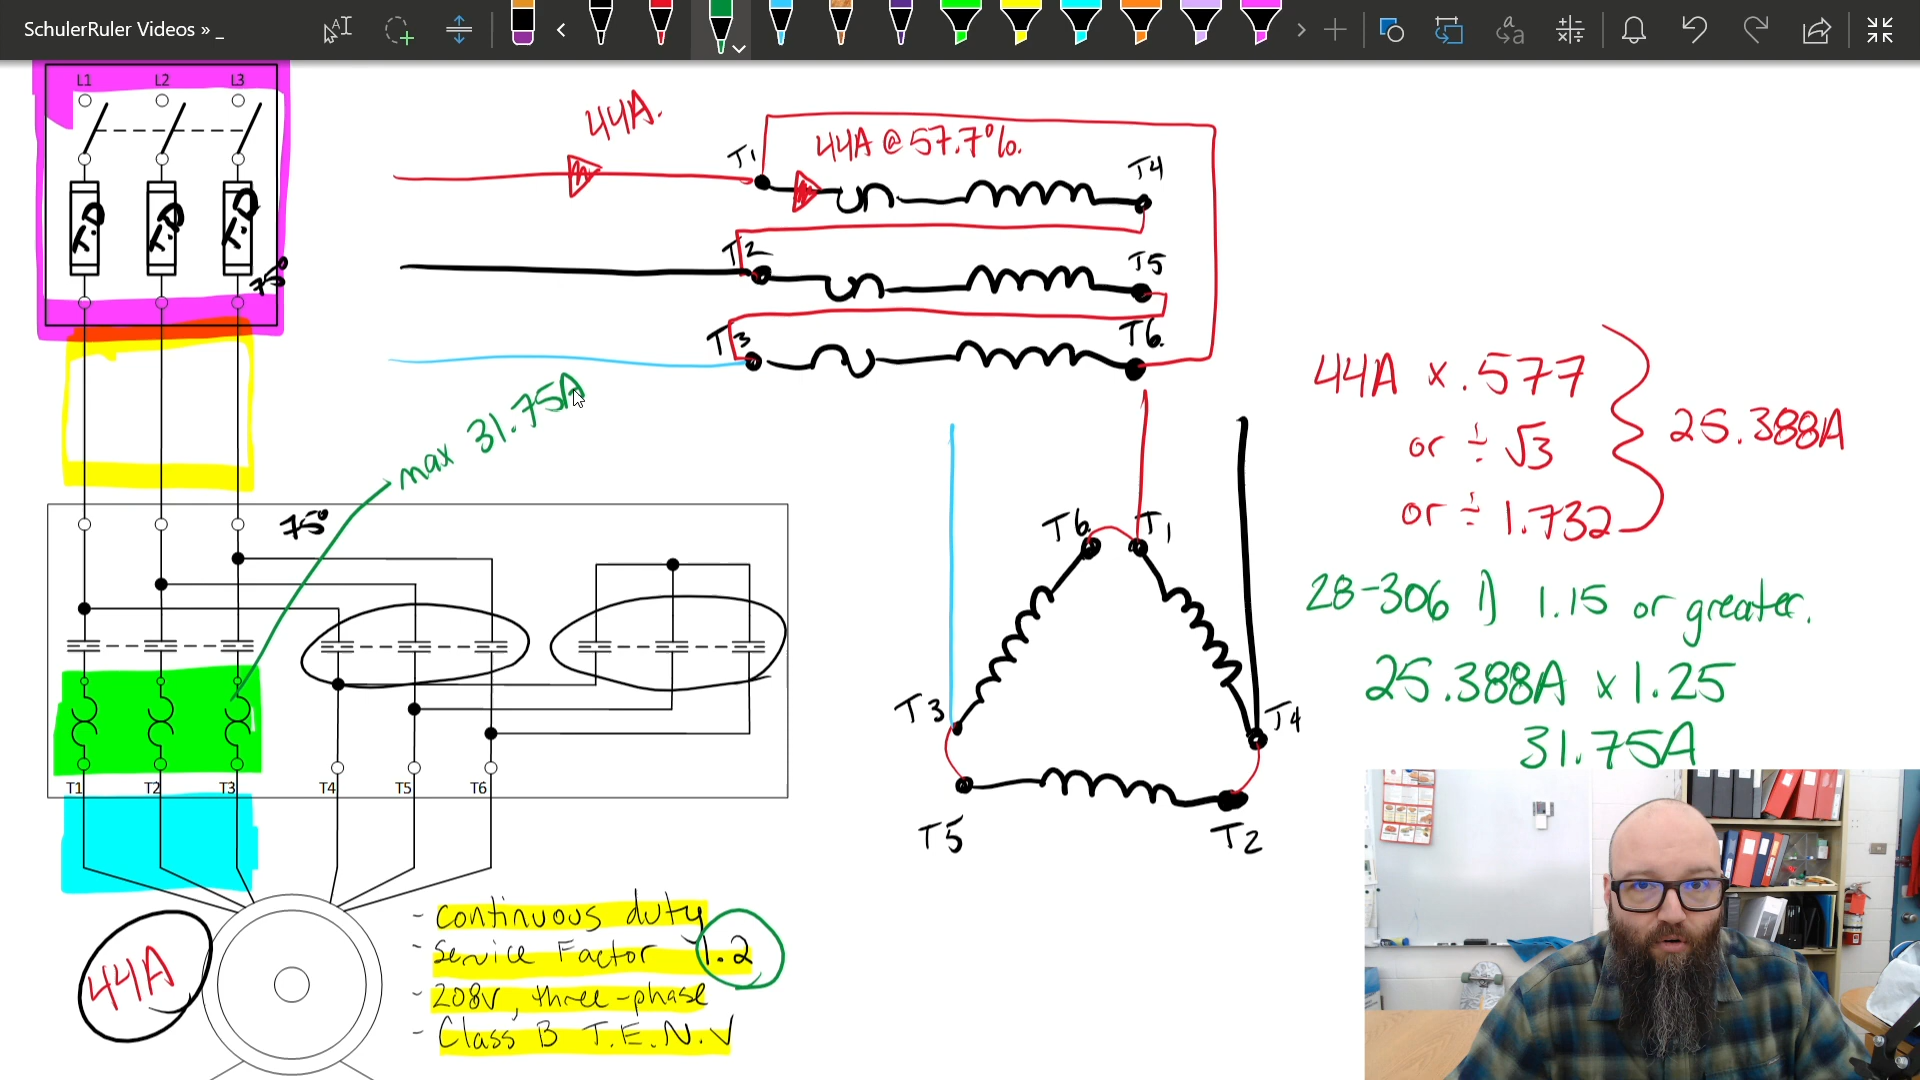 SchulerRuler Videos » _
L1 L2 L3
T.D T.D T.D
75°
44A.
44A @ 57.7%.
T1 T4
T2 T5
T3 T6
max 31.75A
75°
T1 T2 T3 T4 T5 T6
44A
- continuous duty
- Service Factor 1.2
- 208V, three-phase
- Class B T.E.N.V
T6 T1
T3 T4
T5 T2
44A x .577
or ÷ √3
or ÷ 1.732
25.388A
28-306 1) 1.15 or greater.
25.388A x 1.25
31.75A